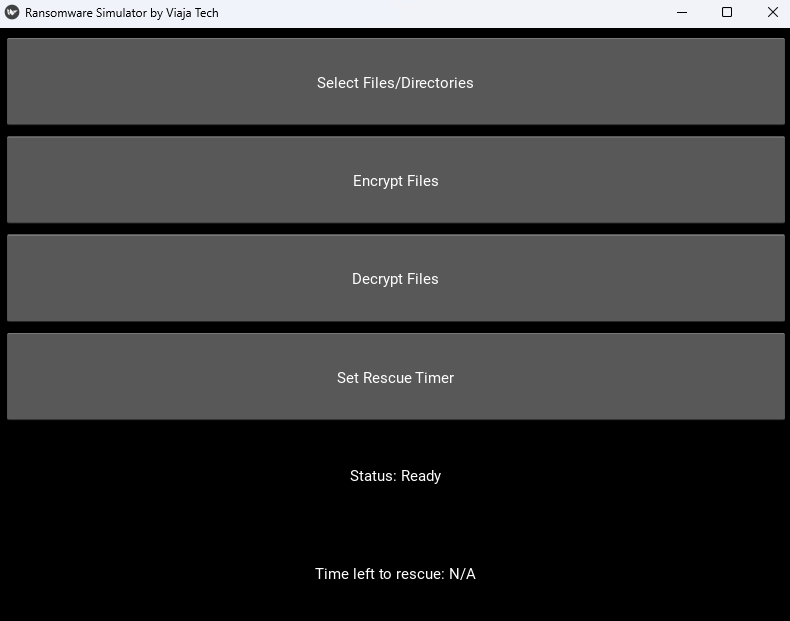 Ransomware Simulator by Viaja Tech
Select Files/Directories
Encrypt Files
Decrypt Files
Set Rescue Timer
Status: Ready
Time left to rescue: N/A